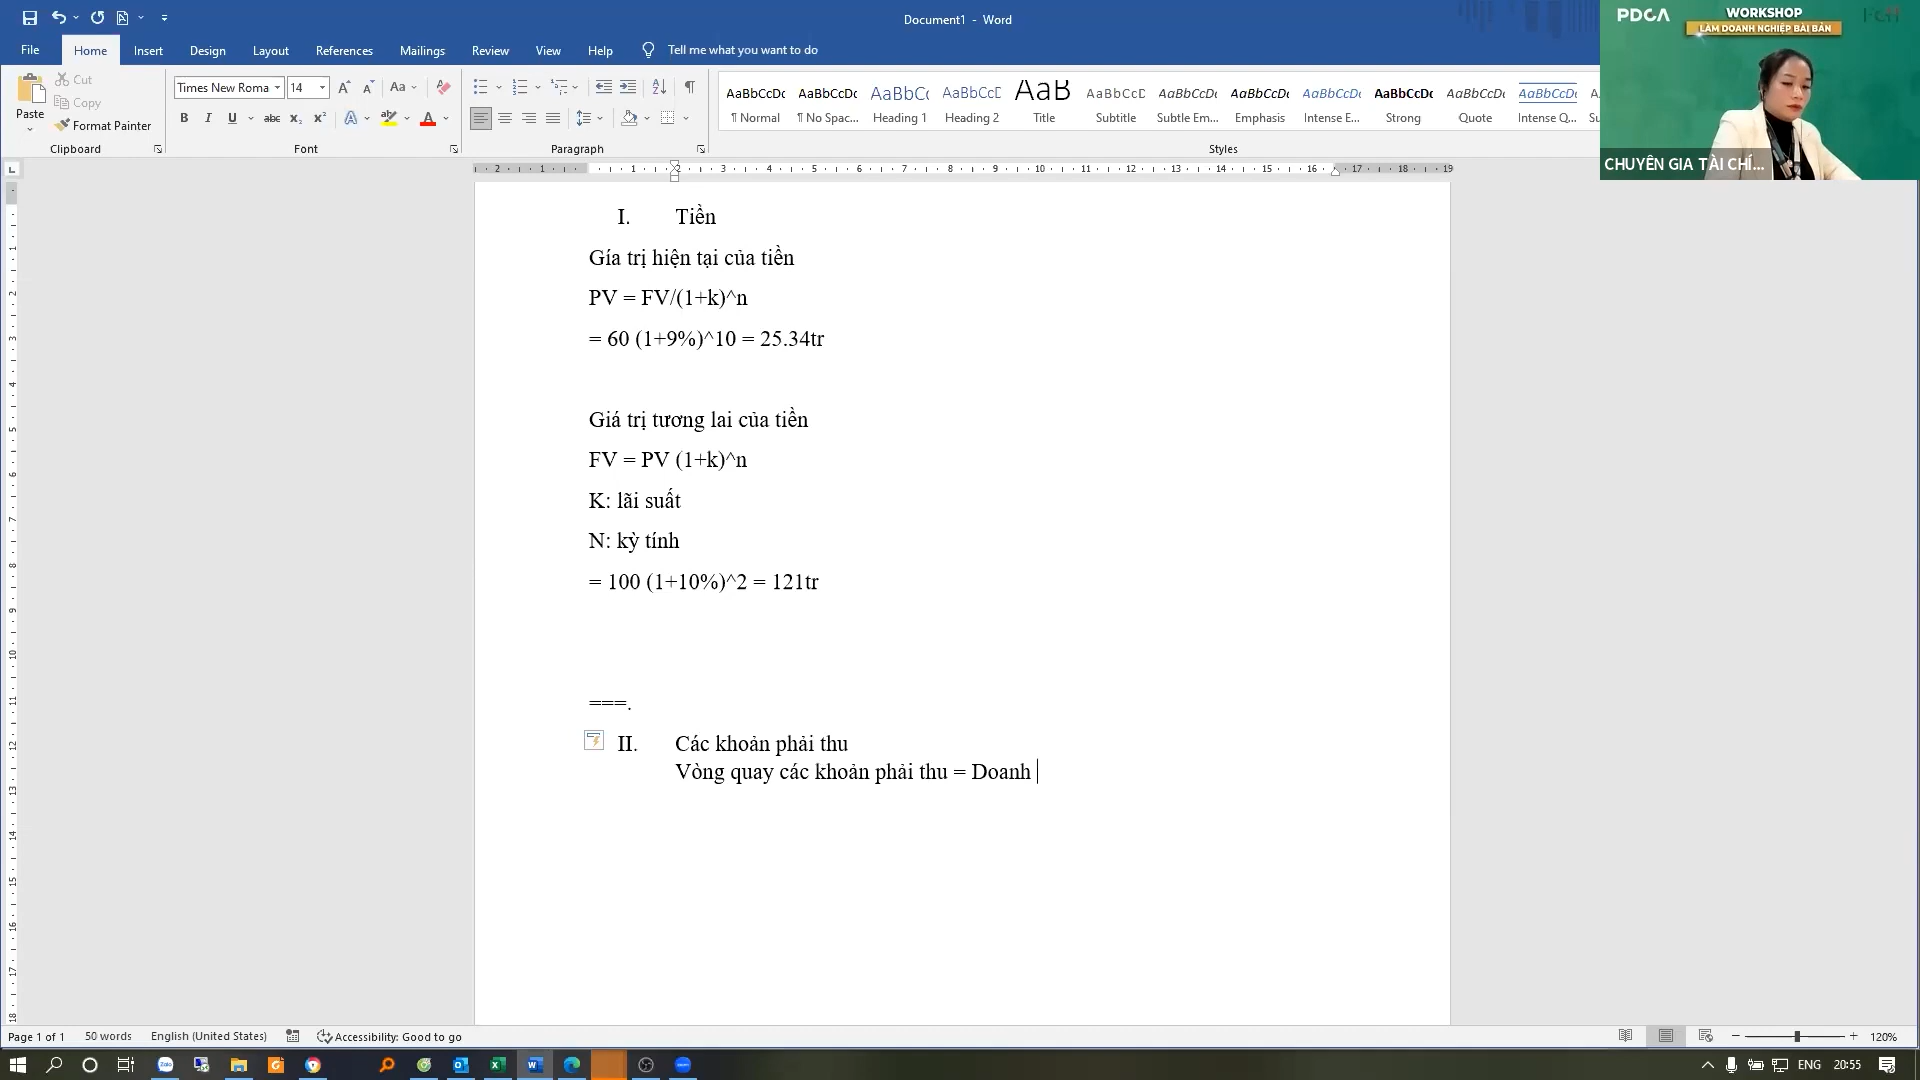 Document1 - Word
PDCA
WORKSHOP
LÀM DOANH NGHIỆP BÀI BẢN
File Home Insert Design Layout References Mailings Review View Help Tell me what you want to do
Paste
Cut
Copy
Format Painter
Clipboard
Times New Roma 14
Font
Paragraph
AaBbCcDc AaBbCcDc AaBbCc AaBbCcD AaB AaBbCcD AaBbCcDc AaBbCcDc AaBbCcDc AaBbCcDc AaBbCcDc AaBbCcDc
¶ Normal ¶ No Spac... Heading 1 Heading 2 Title Subtitle Subtle Em... Emphasis Intense E... Strong Quote Intense Q...
Styles
CHUYÊN GIA TÀI CHÍ...
I. Tiền
Gía trị hiện tại của tiền
PV = FV/(1+k)^n
= 60 (1+9%)^10 = 25.34tr
Giá trị tương lai của tiền
FV = PV (1+k)^n
K: lãi suất
N: kỳ tính
= 100 (1+10%)^2 = 121tr
===.
II. Các khoản phải thu
Vòng quay các khoản phải thu = Doanh
Page 1 of 1 50 words English (United States) Accessibility: Good to go 120%
ENG 20:55